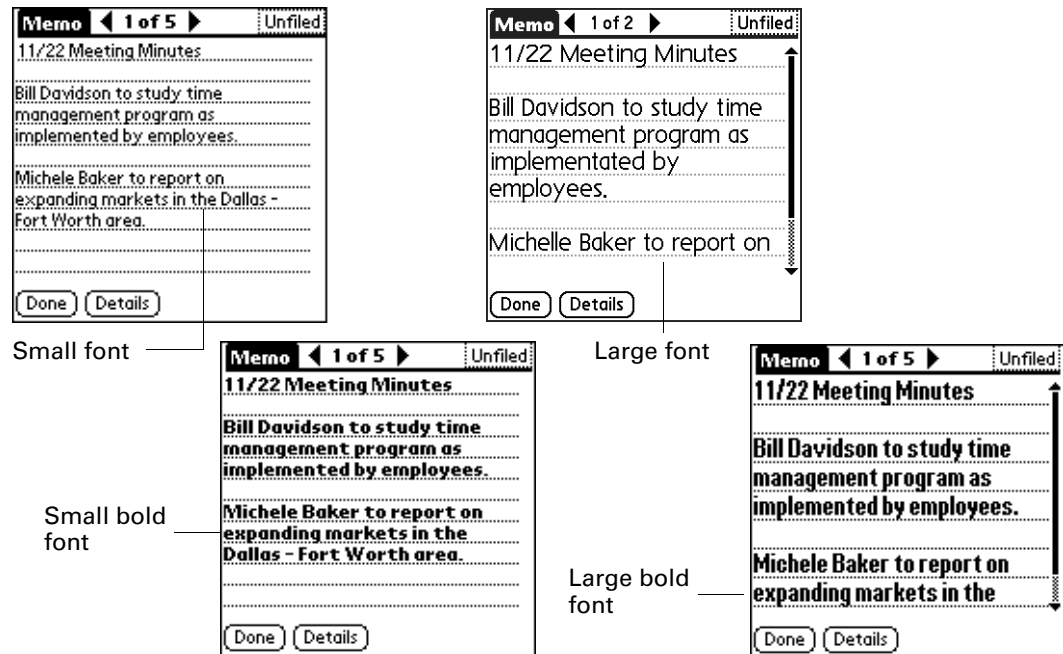 Memo 1 of 5 Unfiled
11/22 Meeting Minutes
Bill Davidson to study time
management program as
implemented by employees.
Michele Baker to report on
expanding markets in the Dallas -
Fort Worth area.
Done Details
Small font
Memo 1 of 2 Unfiled
11/22 Meeting Minutes
Bill Davidson to study time
management program as
implementated by
employees.
Michelle Baker to report on
Done Details
Large font
Memo 1 of 5 Unfiled
11/22 Meeting Minutes
Bill Davidson to study time
management program as
implemented by employees.
Michele Baker to report on
expanding markets in the
Dallas - Fort Worth area.
Done Details
Small bold
font
Memo 1 of 5 Unfiled
11/22 Meeting Minutes
Bill Davidson to study time
management program as
implemented by employees.
Michele Baker to report on
expanding markets in the
Done Details
Large bold
font